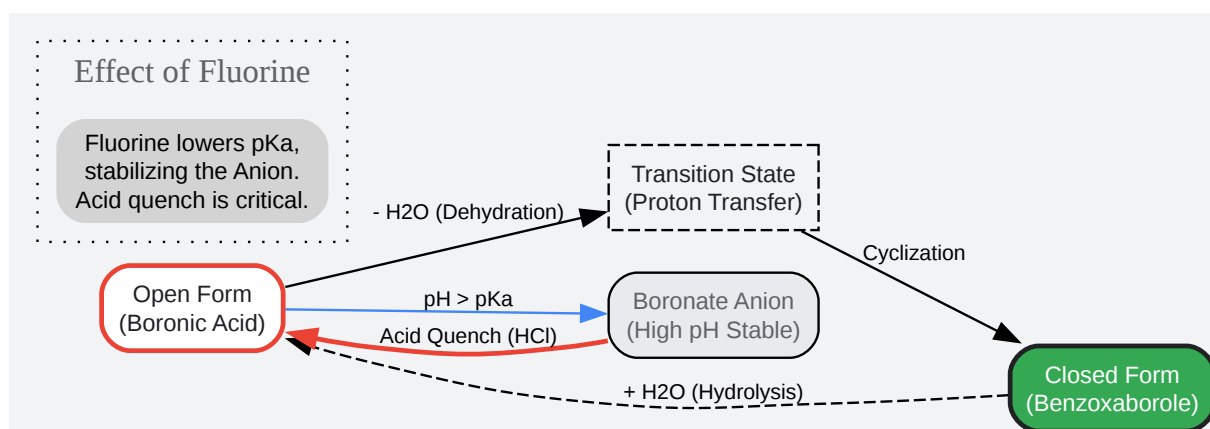 Effect of Fluorine
Fluorine lowers pKa,
stabilizing the Anion.
Acid quench is critical.
Transition State
(Proton Transfer)
- H2O (Dehydration)
Cyclization
Open Form
(Boronic Acid)
pH > pKa
Boronate Anion
(High pH Stable)
Acid Quench (HCl)
+ H2O (Hydrolysis)
Closed Form
(Benzoxaborole)